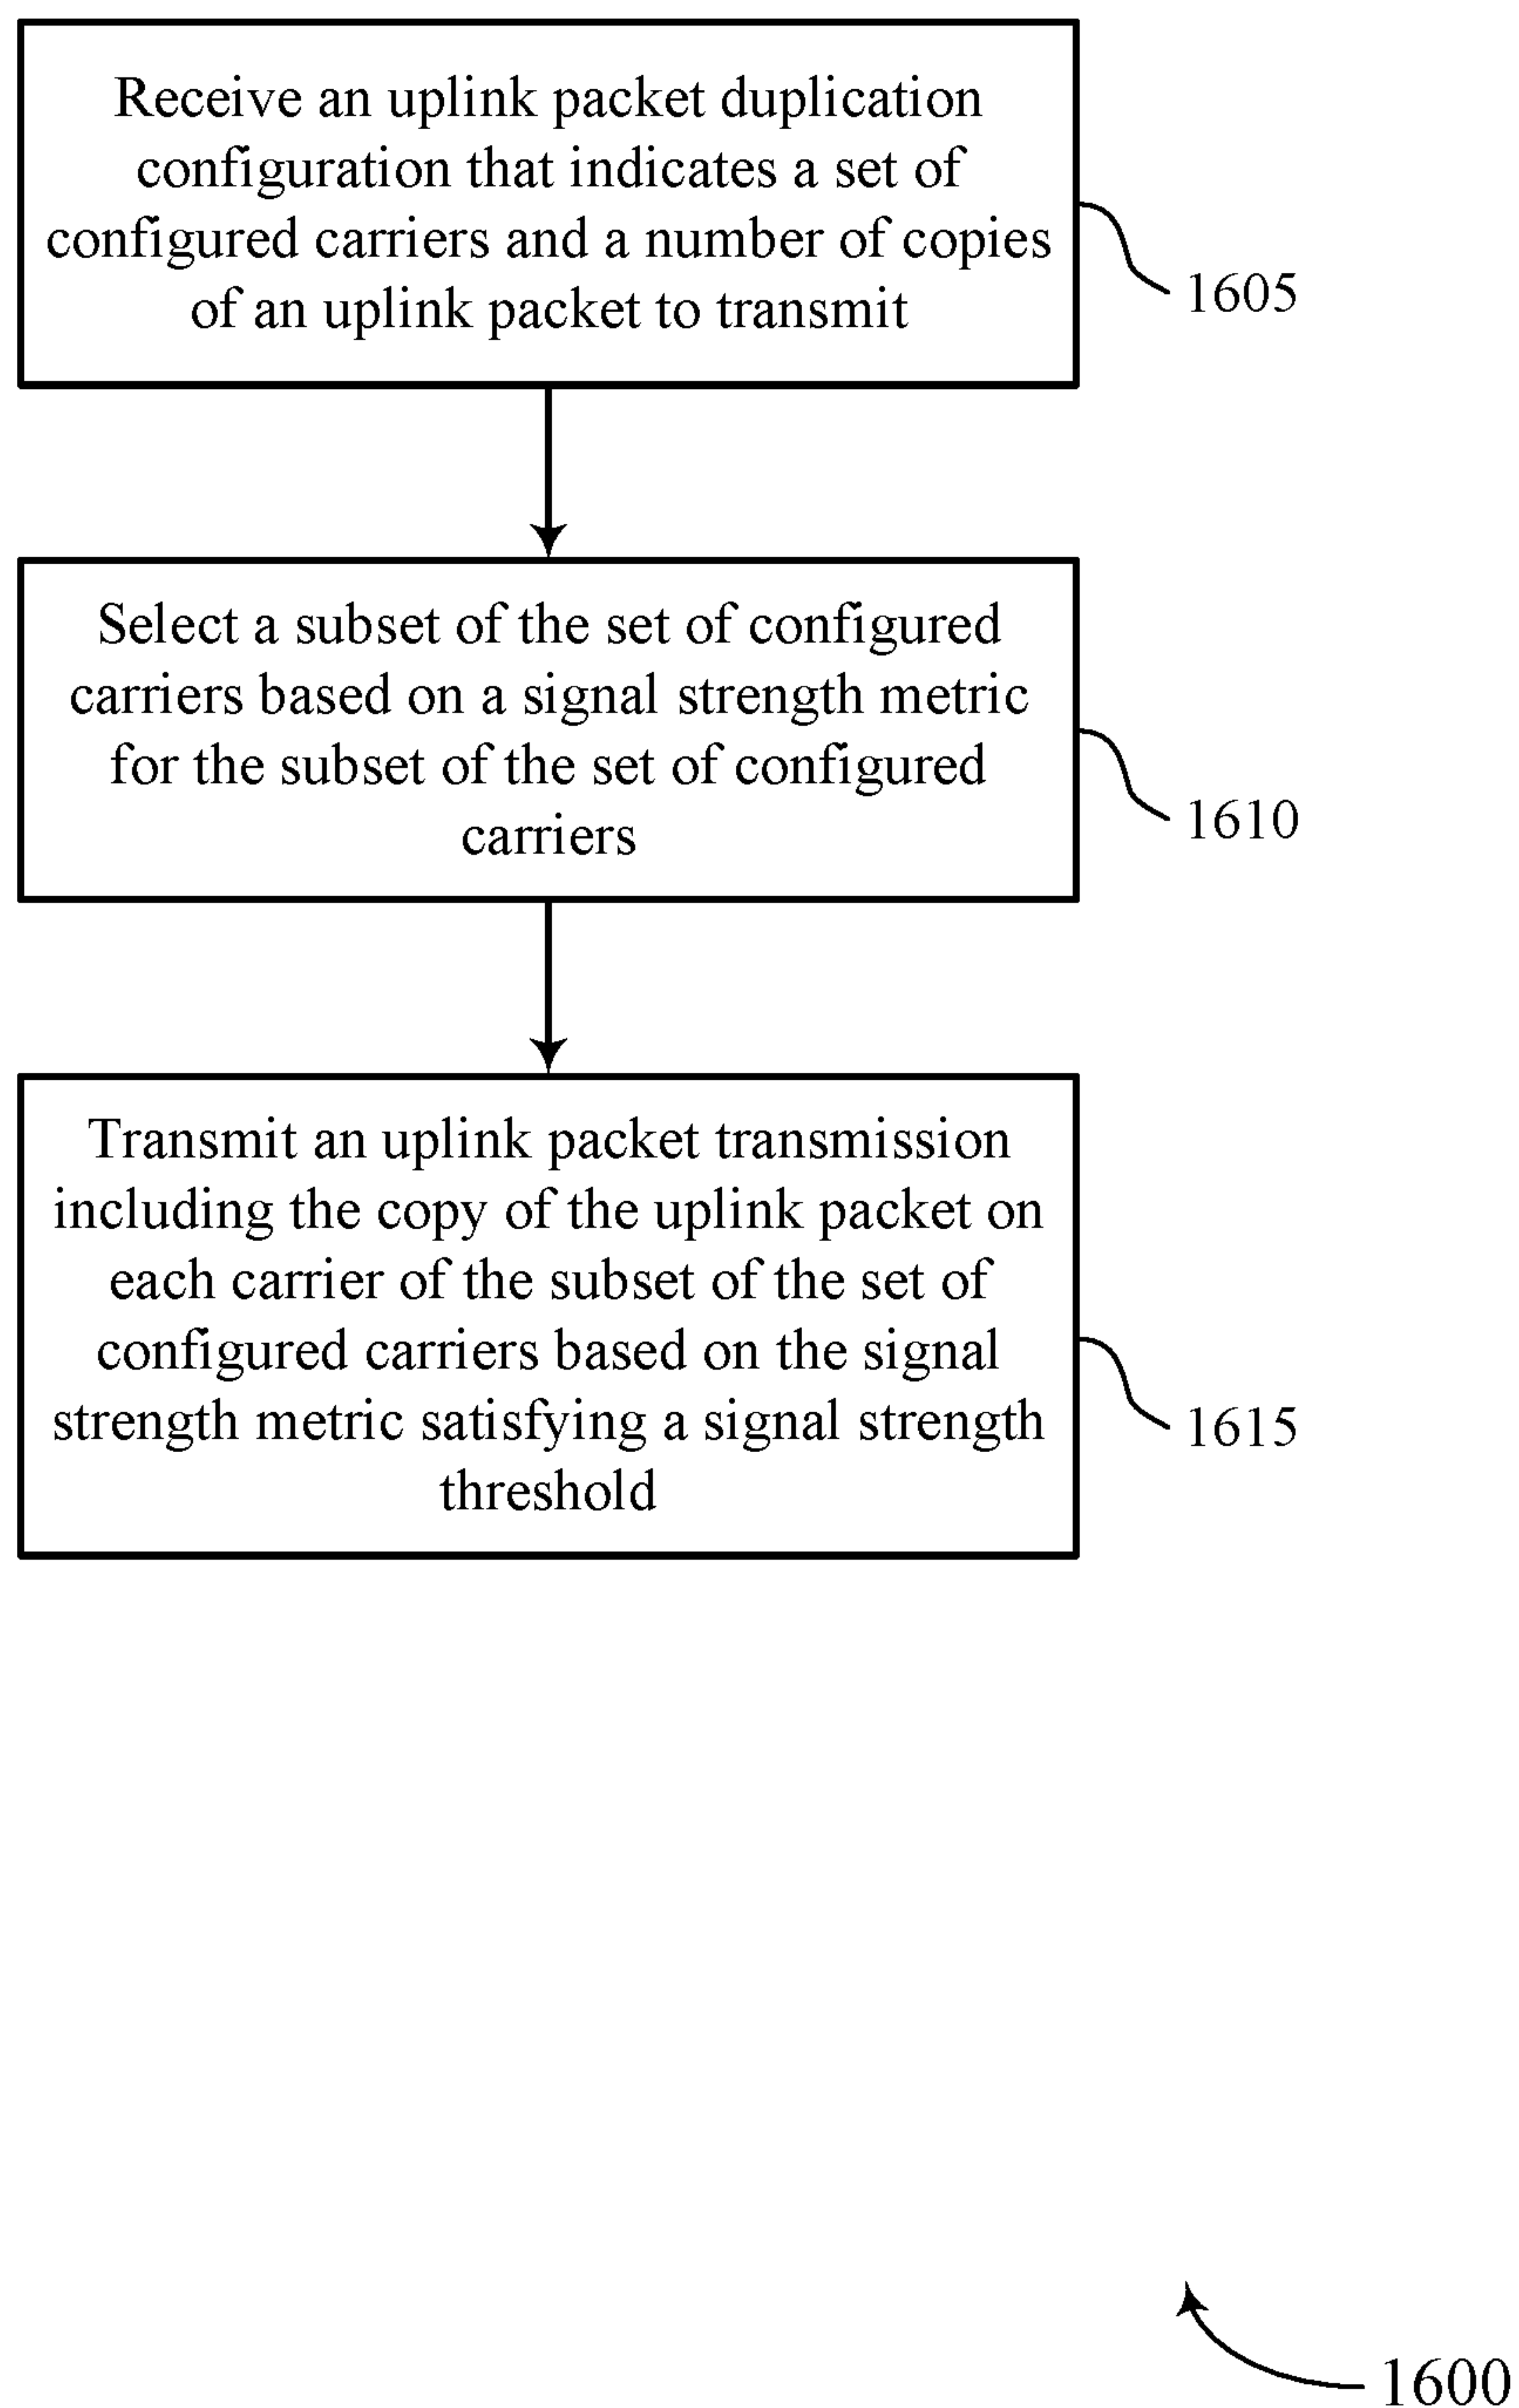 Receive an uplink packet duplication
configuration that indicates a set of
configured carriers and a number of copies
of an uplink packet to transmit
1605
Select a subset of the set of configured
carriers based on a signal strength metric
for the subset of the set of configured
carriers
1610
Transmit an uplink packet transmission
including the copy of the uplink packet on
each carrier of the subset of the set of
configured carriers based on the signal
strength metric satisfying a signal strength
threshold
1615
1600